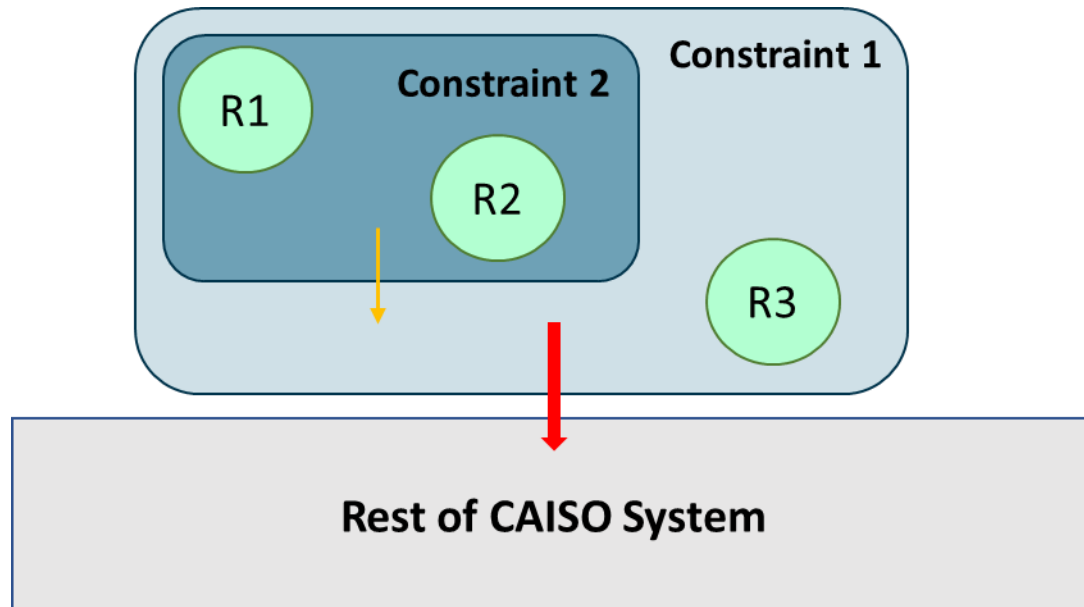 Constraint 1
Constraint 2
R1
R2
R3
Rest of CAISO System